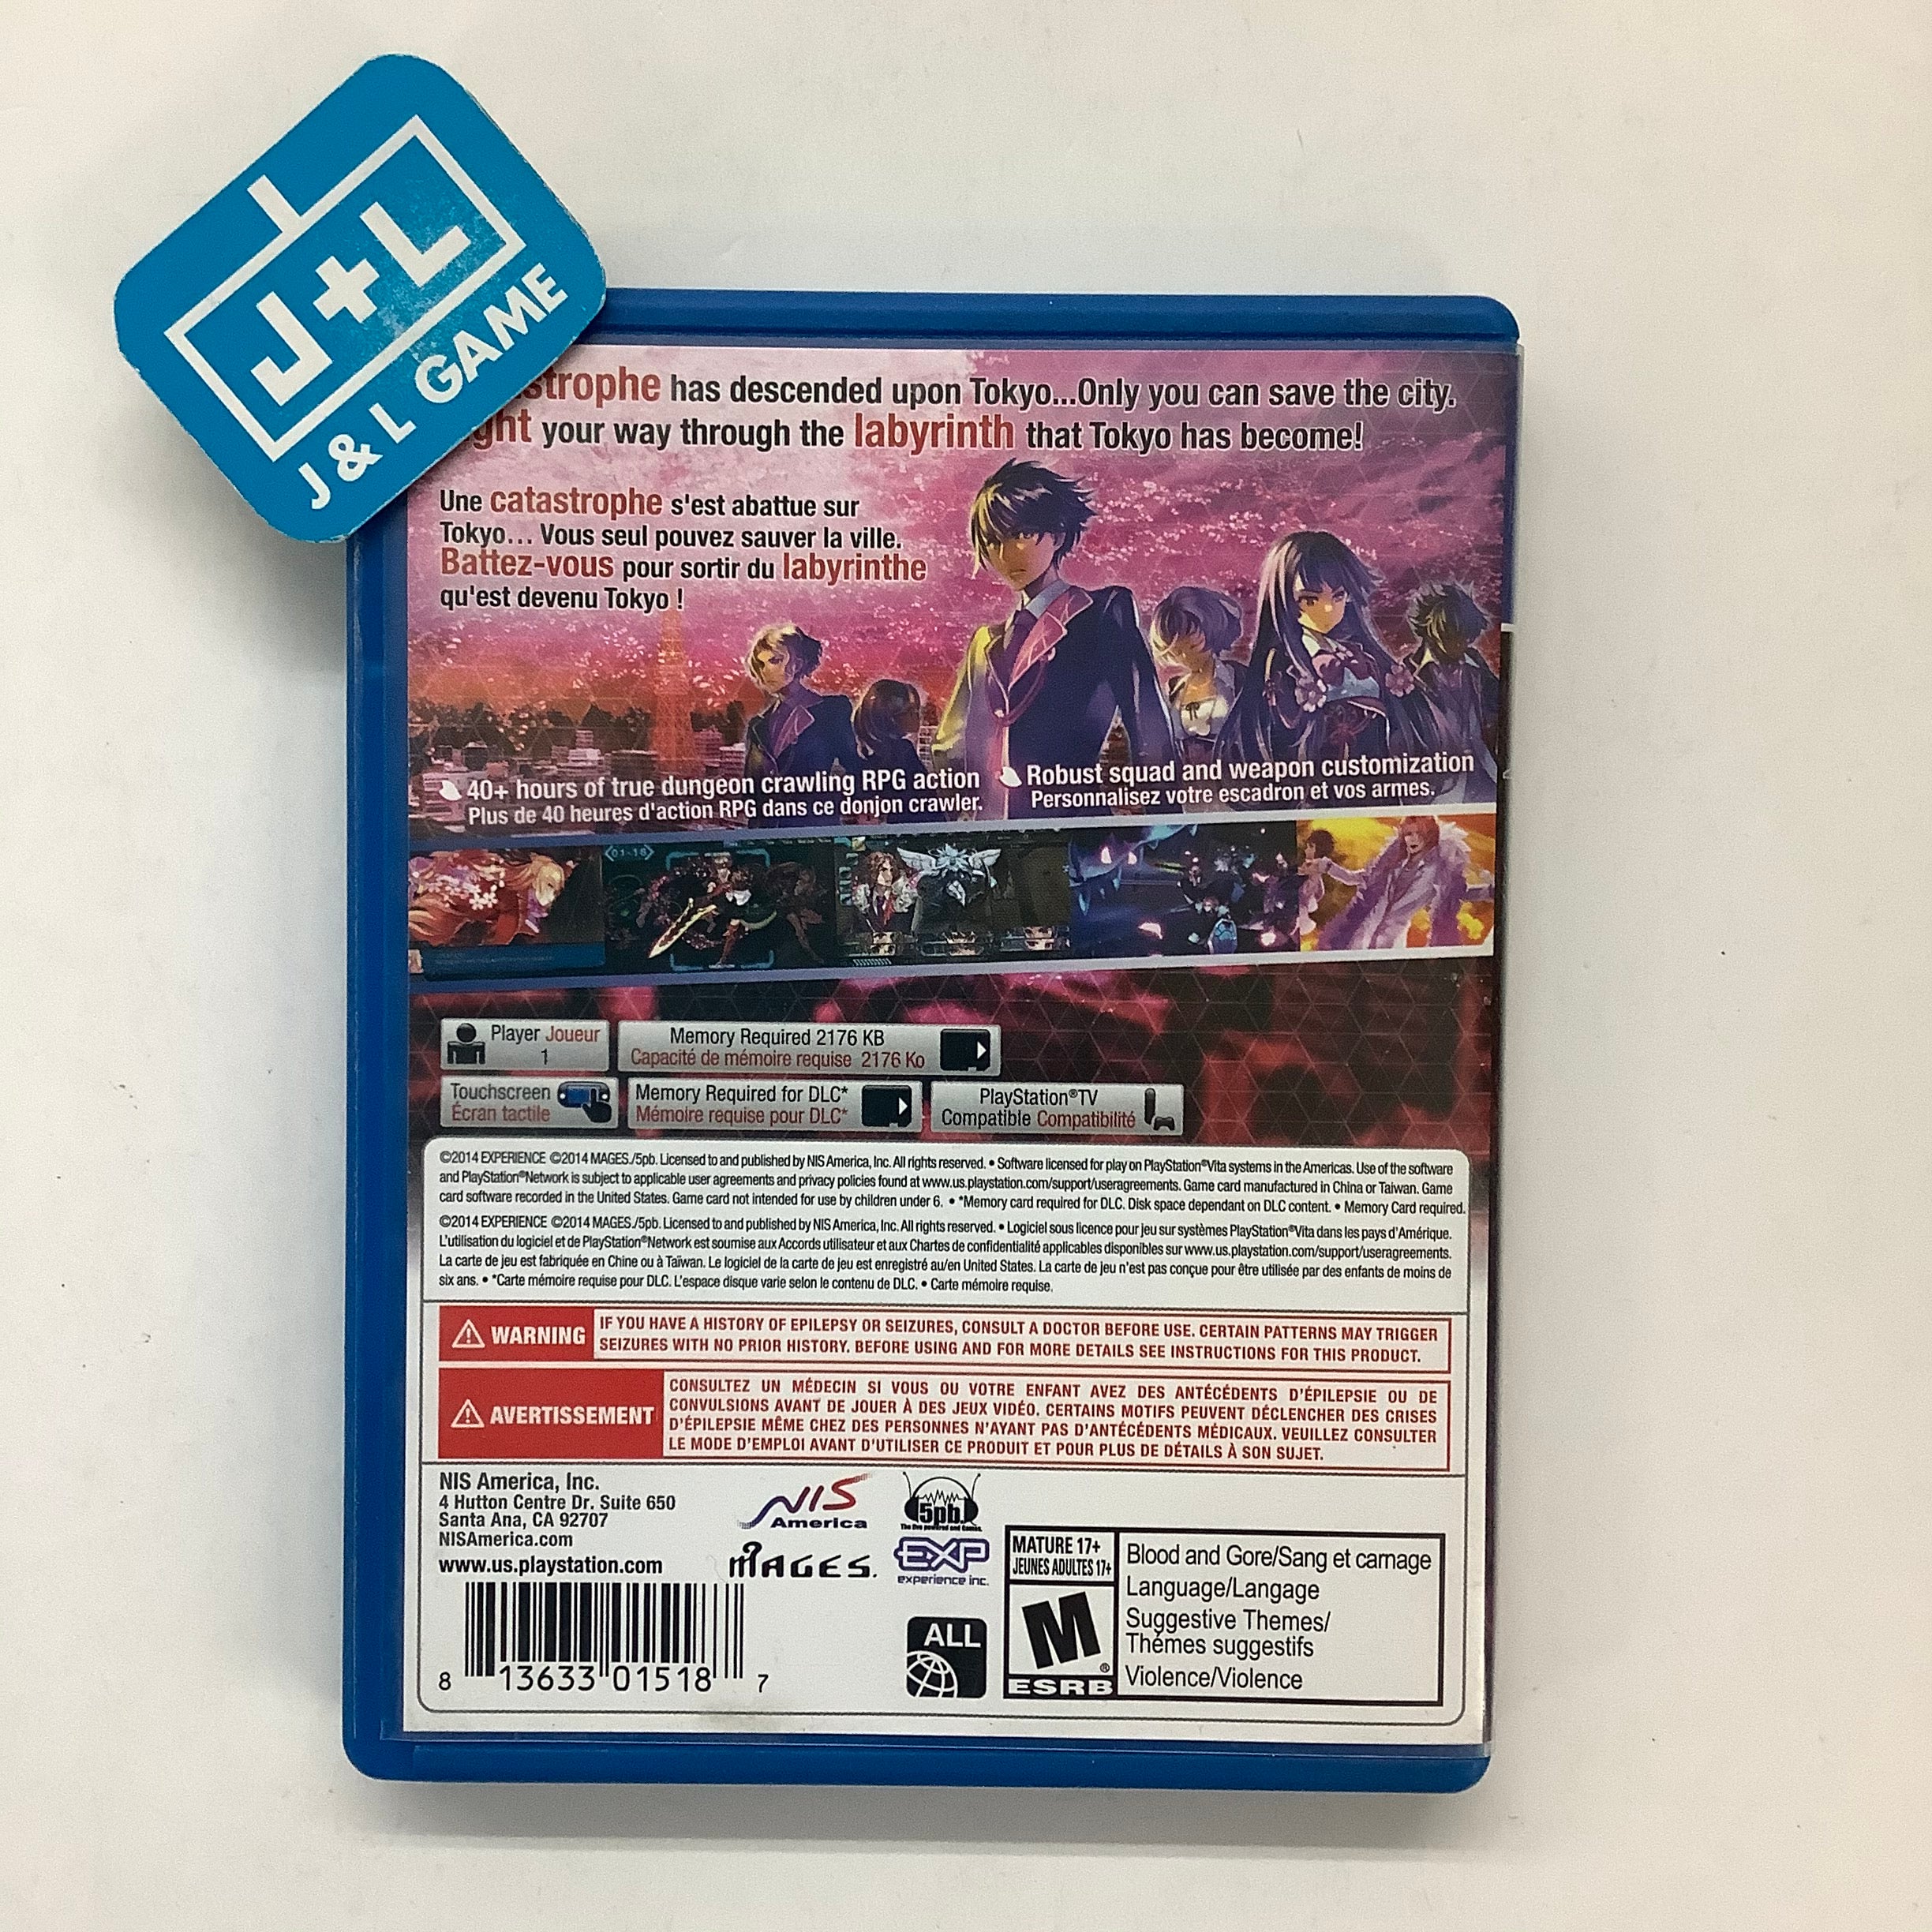 J+L
J & L GAME
strophe has descended upon Tokyo...Only you can save the city.
ght your way through the labyrinth that Tokyo has become!
Une catastrophe s'est abattue sur
Tokyo... Vous seul pouvez sauver la ville.
Battez-vous pour sortir du labyrinthe
qu'est devenu Tokyo !
40+ hours of true dungeon crawling RPG action
Plus de 40 heures d'action RPG dans ce donjon crawler.
Robust squad and weapon customization
Personnalisez votre escadron et vos armes.
01-16
Player Joueur
1
Memory Required 2176 KB
Capacité de mémoire requise 2176 Ko
Touchscreen
Écran tactile
Memory Required for DLC*
Mémoire requise pour DLC*
PlayStation®TV
Compatible Compatibilité
©2014 EXPERIENCE ©2014 MAGES./5pb. Licensed to and published by NIS America, Inc. All rights reserved. • Software licensed for play on PlayStation®Vita systems in the Americas. Use of the software
and PlayStation®Network is subject to applicable user agreements and privacy policies found at www.us.playstation.com/support/useragreements. Game card manufactured in China or Taiwan. Game
card software recorded in the United States. Game card not intended for use by children under 6. • *Memory card required for DLC. Disk space dependant on DLC content. • Memory Card required.
©2014 EXPERIENCE ©2014 MAGES./5pb. Licensed to and published by NIS America, Inc. All rights reserved. • Logiciel sous licence pour jeu sur systèmes PlayStation®Vita dans les pays d'Amérique.
L'utilisation du logiciel et de PlayStation®Network est soumise aux Accords utilisateur et aux Chartes de confidentialité applicables disponibles sur www.us.playstation.com/support/useragreements.
La carte de jeu est fabriquée en Chine ou à Taïwan. Le logiciel de la carte de jeu est enregistré au/en United States. La carte de jeu n'est pas conçue pour être utilisée par des enfants de moins de
six ans. • *Carte mémoire requise pour DLC. L'espace disque varie selon le contenu de DLC. • Carte mémoire requise.
WARNING
IF YOU HAVE A HISTORY OF EPILEPSY OR SEIZURES, CONSULT A DOCTOR BEFORE USE. CERTAIN PATTERNS MAY TRIGGER
SEIZURES WITH NO PRIOR HISTORY. BEFORE USING AND FOR MORE DETAILS SEE INSTRUCTIONS FOR THIS PRODUCT.
AVERTISSEMENT
CONSULTEZ UN MÉDECIN SI VOUS OU VOTRE ENFANT AVEZ DES ANTÉCÉDENTS D'ÉPILEPSIE OU DE
CONVULSIONS AVANT DE JOUER À DES JEUX VIDÉO. CERTAINS MOTIFS PEUVENT DÉCLENCHER DES CRISES
D'ÉPILEPSIE MÊME CHEZ DES PERSONNES N'AYANT PAS D'ANTÉCÉDENTS MÉDICAUX. VEUILLEZ CONSULTER
LE MODE D'EMPLOI AVANT D'UTILISER CE PRODUIT ET POUR PLUS DE DÉTAILS À SON SUJET.
NIS America, Inc.
4 Hutton Centre Dr. Suite 650
Santa Ana, CA 92707
NISAmerica.com
www.us.playstation.com
NIS
America
5pb.
MAGES.
EXP
experience inc.
8 13633 01518 7
ALL
MATURE 17+
JEUNES ADULTES 17+
M
®
ESRB
Blood and Gore/Sang et carnage
Language/Langage
Suggestive Themes/
Thémes suggestifs
Violence/Violence